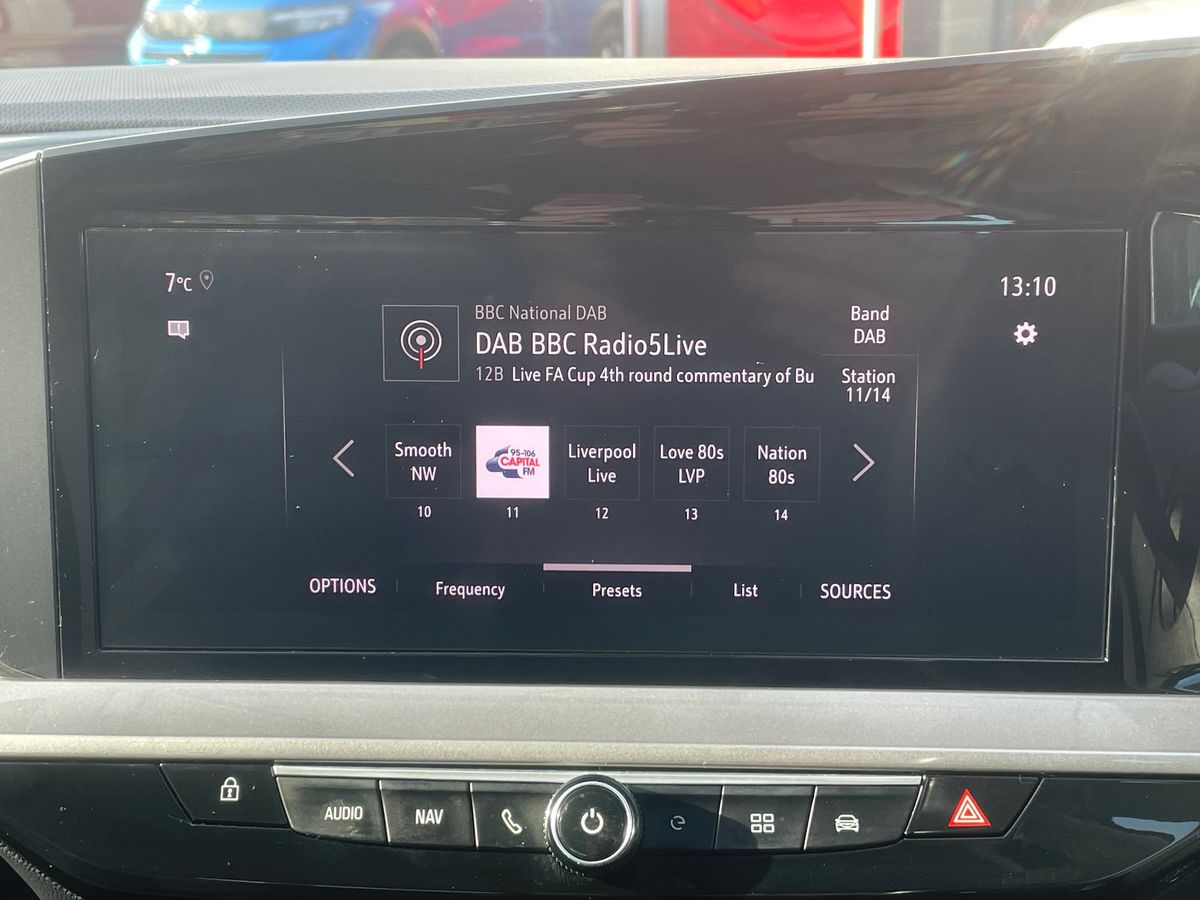 7°C
13:10
BBC National DAB
DAB BBC Radio5Live
12B Live FA Cup 4th round commentary of Bu
Band
DAB
Station
11/14
Smooth
NW
95-106
CAPITAL
FM
Liverpool
Live
Love 80s
LVP
Nation
80s
10
11
12
13
14
OPTIONS
Frequency
Presets
List
SOURCES
AUDIO
NAV